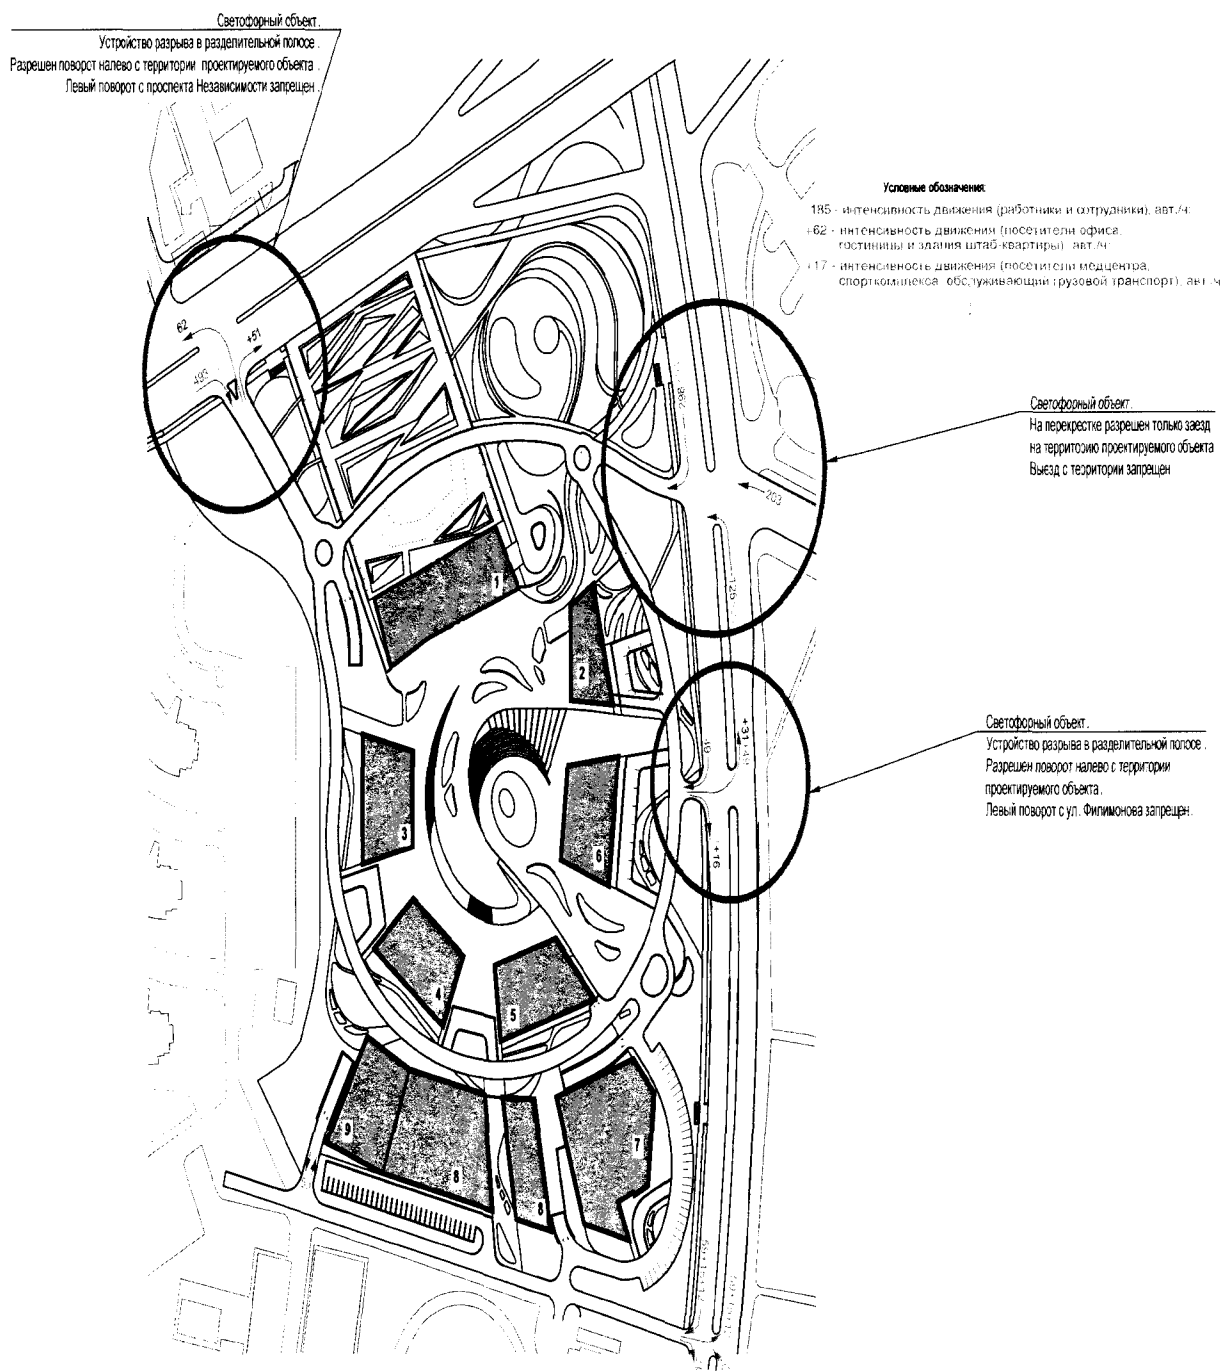 Светофорный объект.
Устройство разрыва в разделительной полосе.
Разрешен поворот налево с территории проектируемого объекта.
Левый поворот с проспекта Независимости запрещен.
Условные обозначения:
185 - интенсивность движения (работники и сотрудники), авт./ч:
+62 - интенсивность движения (посетители офиса,
гостиницы и здания штаб-квартиры) авт./ч
+17 - интенсивность движения (посетители медцентра,
спорткомплекса обслуживающий грузовой транспорт), авт./ч
62
+51
493
Светофорный объект.
На перекрестке разрешен только заезд
на территорию проектируемого объекта
Выезд с территории запрещен
203
125
1
2
Светофорный объект.
Устройство разрыва в разделительной полосе.
Разрешен поворот налево с территории
проектируемого объекта.
Левый поворот с ул. Филимонова запрещен.
3
6
+16
4
5
9
8
8
7